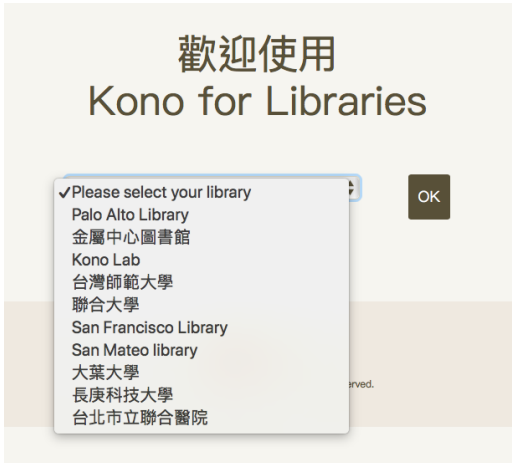 歡迎使用
Kono for Libraries
✓Please select your library
OK
Palo Alto Library
金屬中心圖書館
Kono Lab
台灣師範大學
聯合大學
San Francisco Library
San Mateo library
大葉大學
erved.
長庚科技大學
台北市立聯合醫院